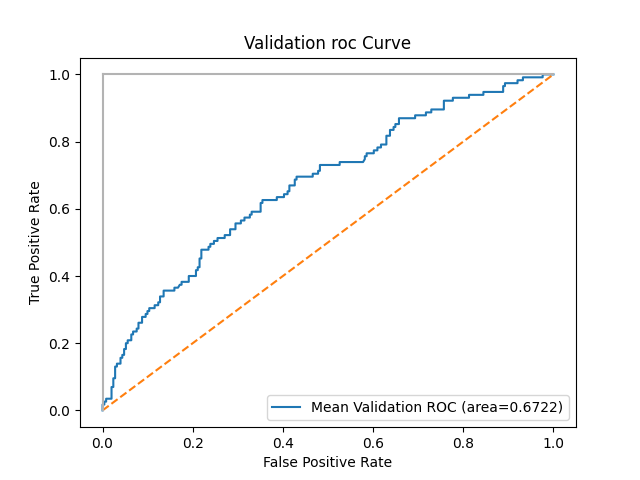 Validation roc Curve
True Positive Rate
1.0
0.8
0.6
0.4
0.2
0.0
Mean Validation ROC (area=0.6722)
0.0 0.2 0.4 0.6 0.8 1.0
False Positive Rate